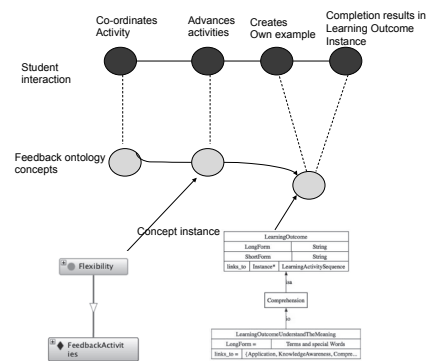 Co-ordinates
Activity
Advances
activities
Creates
Own example
Completion results in
Learning Outcome
Instance
Student
interaction
Feedback ontology
concepts
Concept instance
Flexibility
FeedbackActivit
ies
LearningOutcome
LongForm String
ShortForm String
links_to Instance* LearningActivitySequence
isa
Comprehension
io
LearningOutcomeUnderstandTheMeaning
LongForm = Terms and special Words
links_to = {Application, KnowledgeAwareness, Compre...